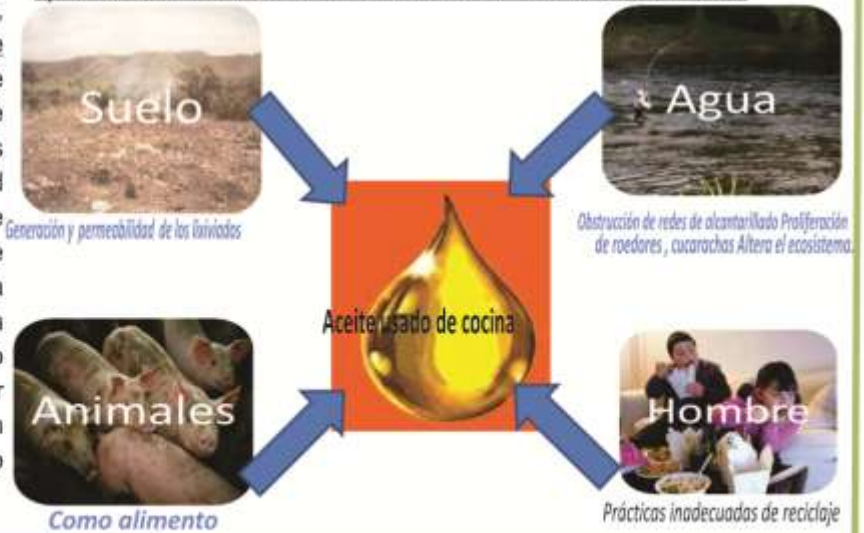 Suelo
Generación y permeabilidad de los lixiviados
Agua
Obstrucción de redes de alcantarillado Proliferación
de roedores , cucarachas Altera el ecosistema.
Aceite usado de cocina
Animales
Como alimento
Hombre
Prácticas inadecuadas de reciclaje